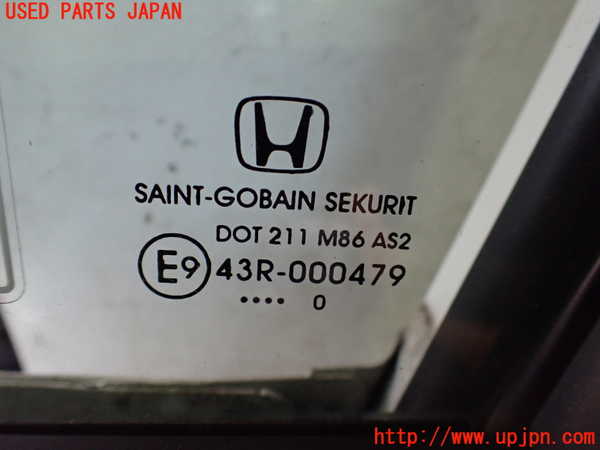 USED PARTS JAPAN
SAINT-GOBAIN SEKURIT
DOT 211 M86 AS2
E9 43R-000479
•••• 0
http://www.upjpn.com/